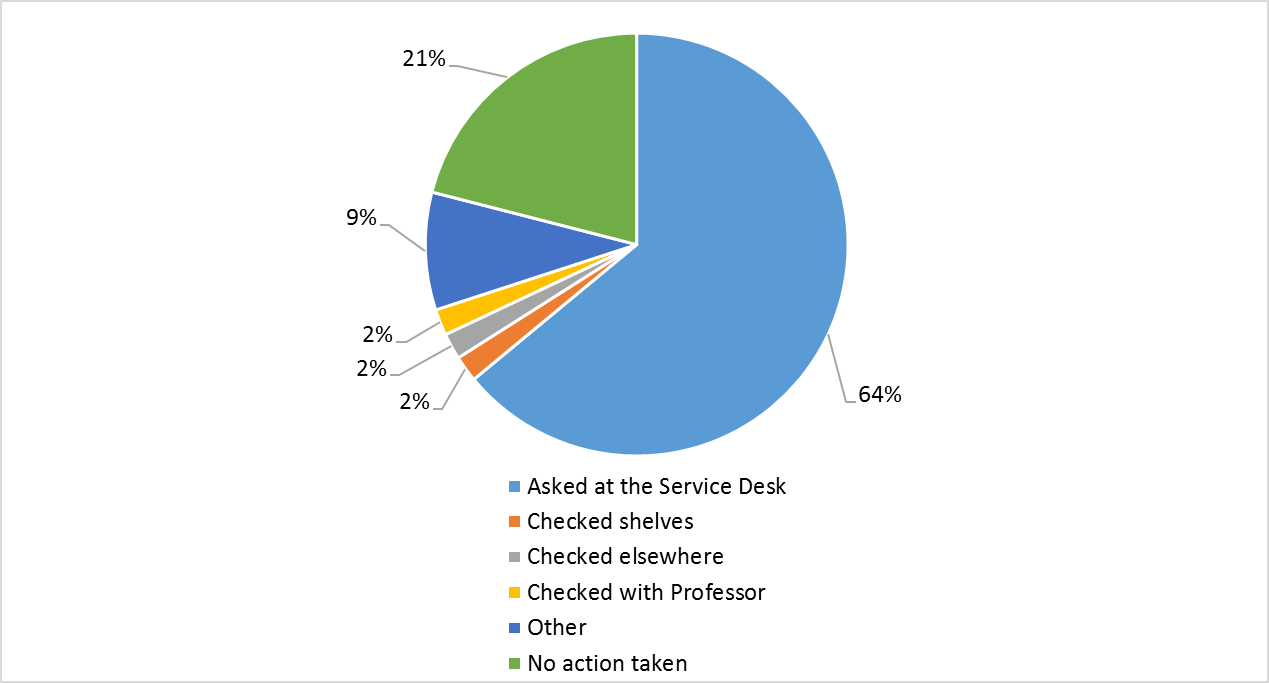 21%
9%
2%
2%
2%
64%
Asked at the Service Desk
Checked shelves
Checked elsewhere
Checked with Professor
Other
No action taken